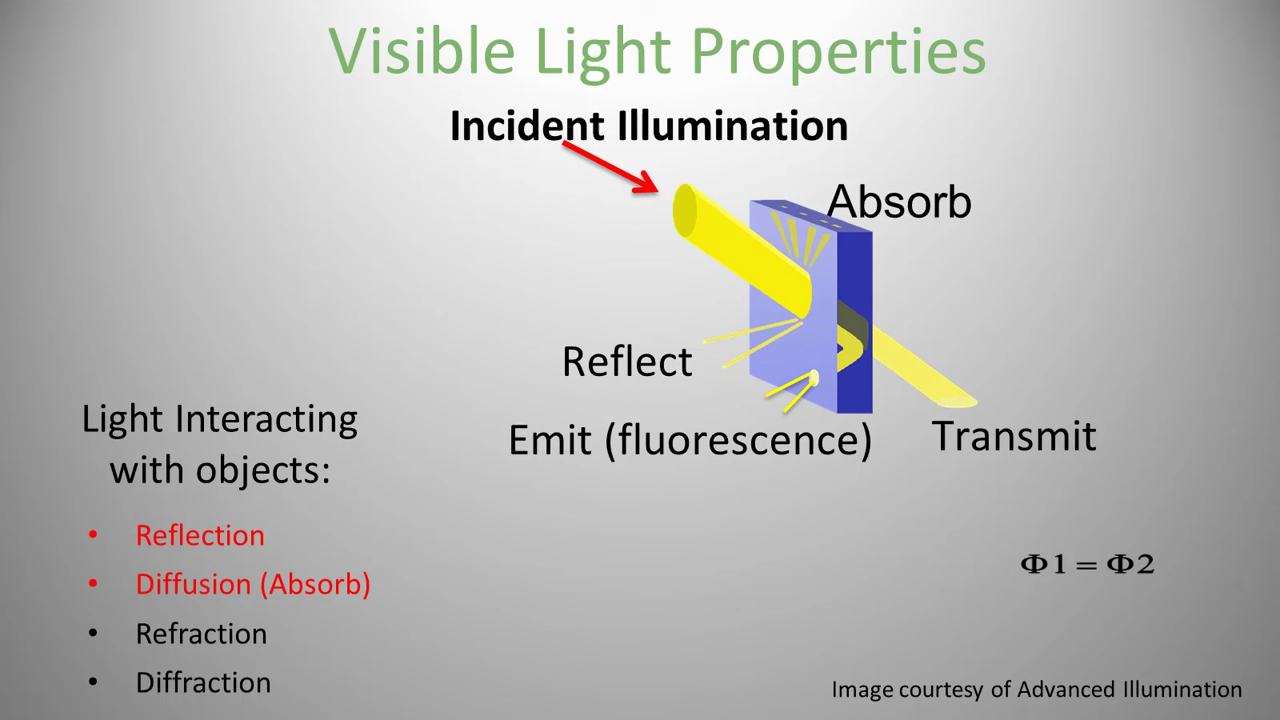 Visible Light Properties
Incident Illumination
Absorb
Reflect
Emit (fluorescence)
Transmit
Light Interacting
with objects:
• Reflection
• Diffusion (Absorb)
• Refraction
• Diffraction
Φ1 = Φ2
Image courtesy of Advanced Illumination